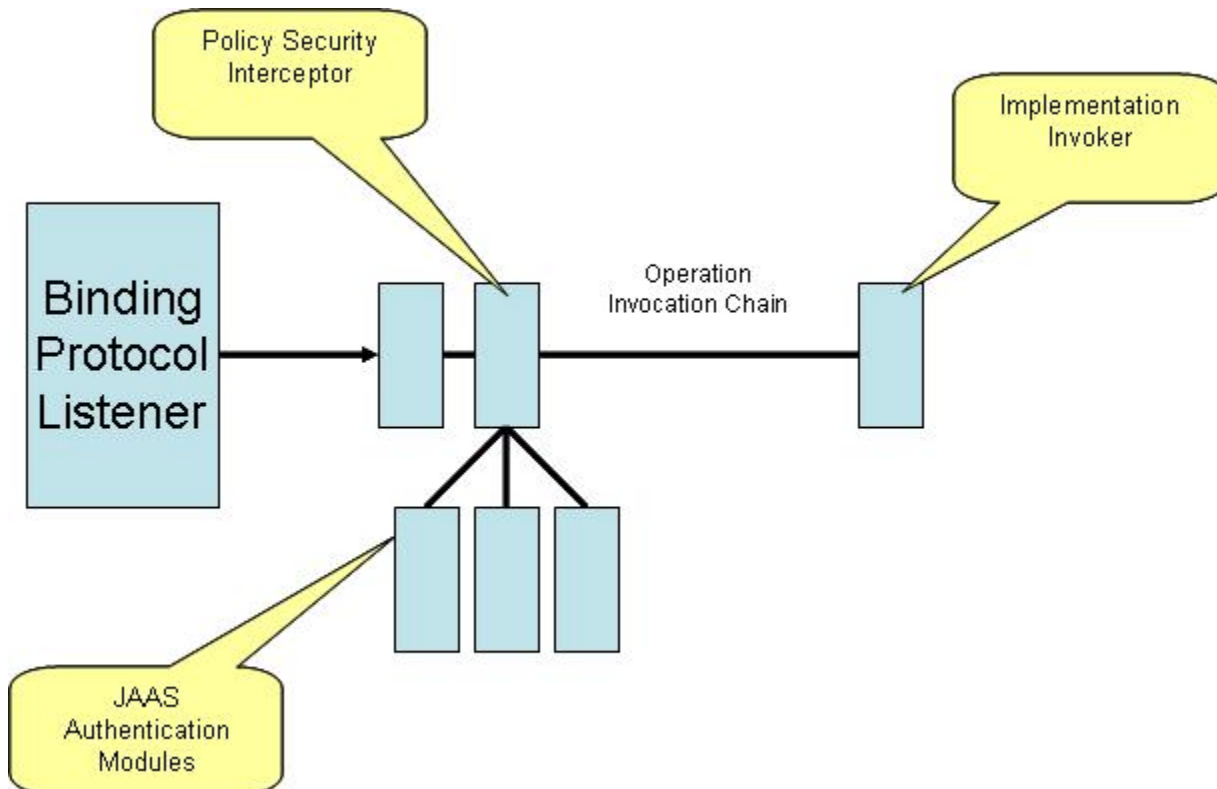 Policy Security
Interceptor
Implementation
Invoker
Binding
Protocol
Listener
Operation
Invocation Chain
JAAS
Authentication
Modules